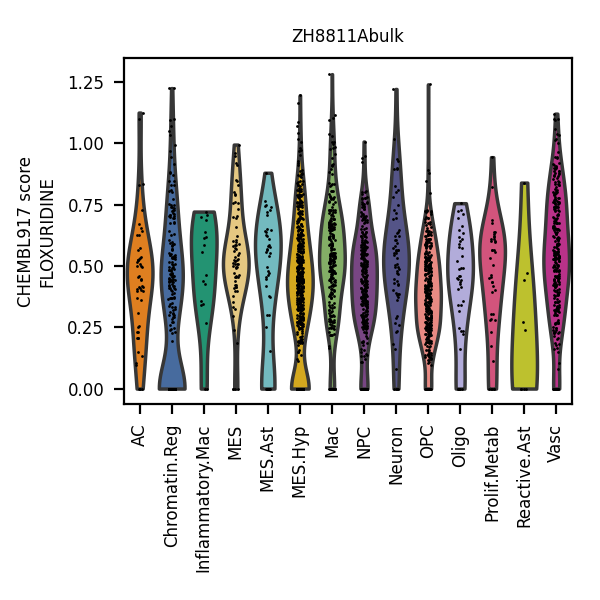 ZH8811Abulk
CHEMBL917 score
FLOXURIDINE
1.25
1.00
0.75
0.50
0.25
0.00
AC
Chromatin.Reg
Inflammatory.Mac
MES
MES.Ast
MES.Hyp
Mac
NPC
Neuron
OPC
Oligo
Prolif.Metab
Reactive.Ast
Vasc